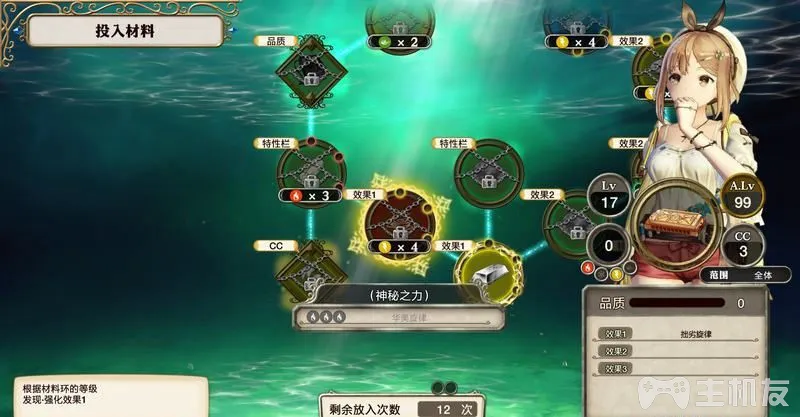 投入材料
品质
× 2
× 4
效果2
×
特性栏
特性栏
效果2
× 3
效果1
效果2
Lv
17
A.Lv
99
× 4
CC
效果1
0
CC
3
范围 全体
(神秘之力)
华美旋律
品质 0
效果1 拙劣旋律
效果2
效果3
根据材料环的等级
发现·强化效果1
剩余放入次数 12 次
主机友